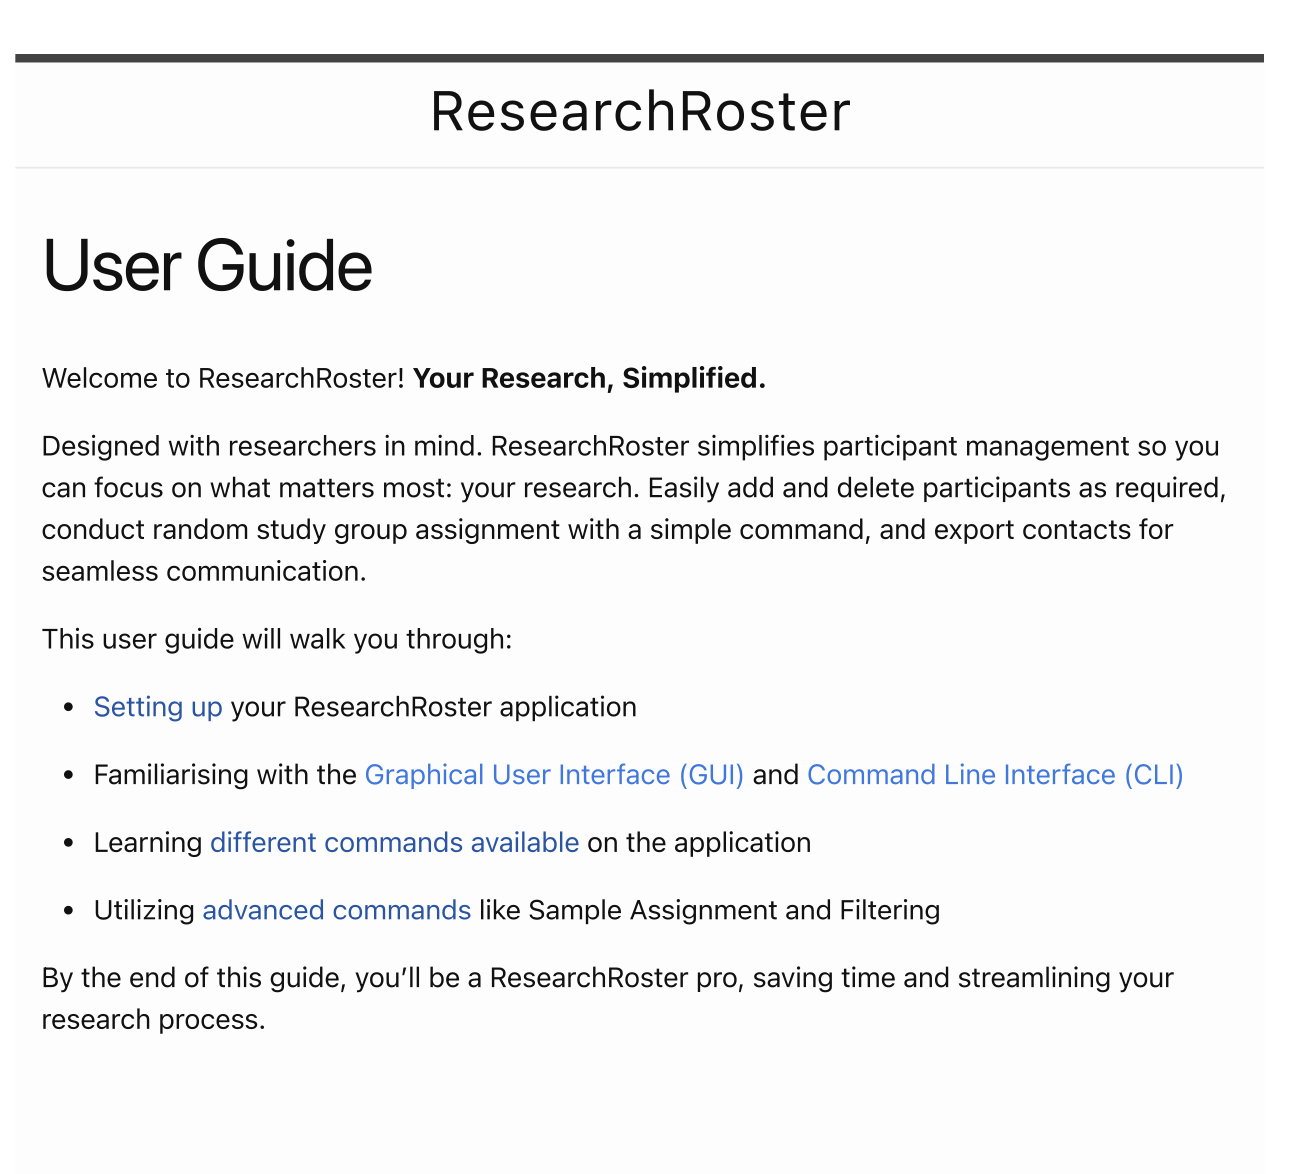 ResearchRoster
User Guide
Welcome to ResearchRoster! Your Research, Simplified.
Designed with researchers in mind. ResearchRoster simplifies participant management so you
can focus on what matters most: your research. Easily add and delete participants as required,
conduct random study group assignment with a simple command, and export contacts for
seamless communication.
This user guide will walk you through:
• Setting up your ResearchRoster application
• Familiarising with the Graphical User Interface (GUI) and Command Line Interface (CLI)
• Learning different commands available on the application
• Utilizing advanced commands like Sample Assignment and Filtering
By the end of this guide, you’ll be a ResearchRoster pro, saving time and streamlining your
research process.